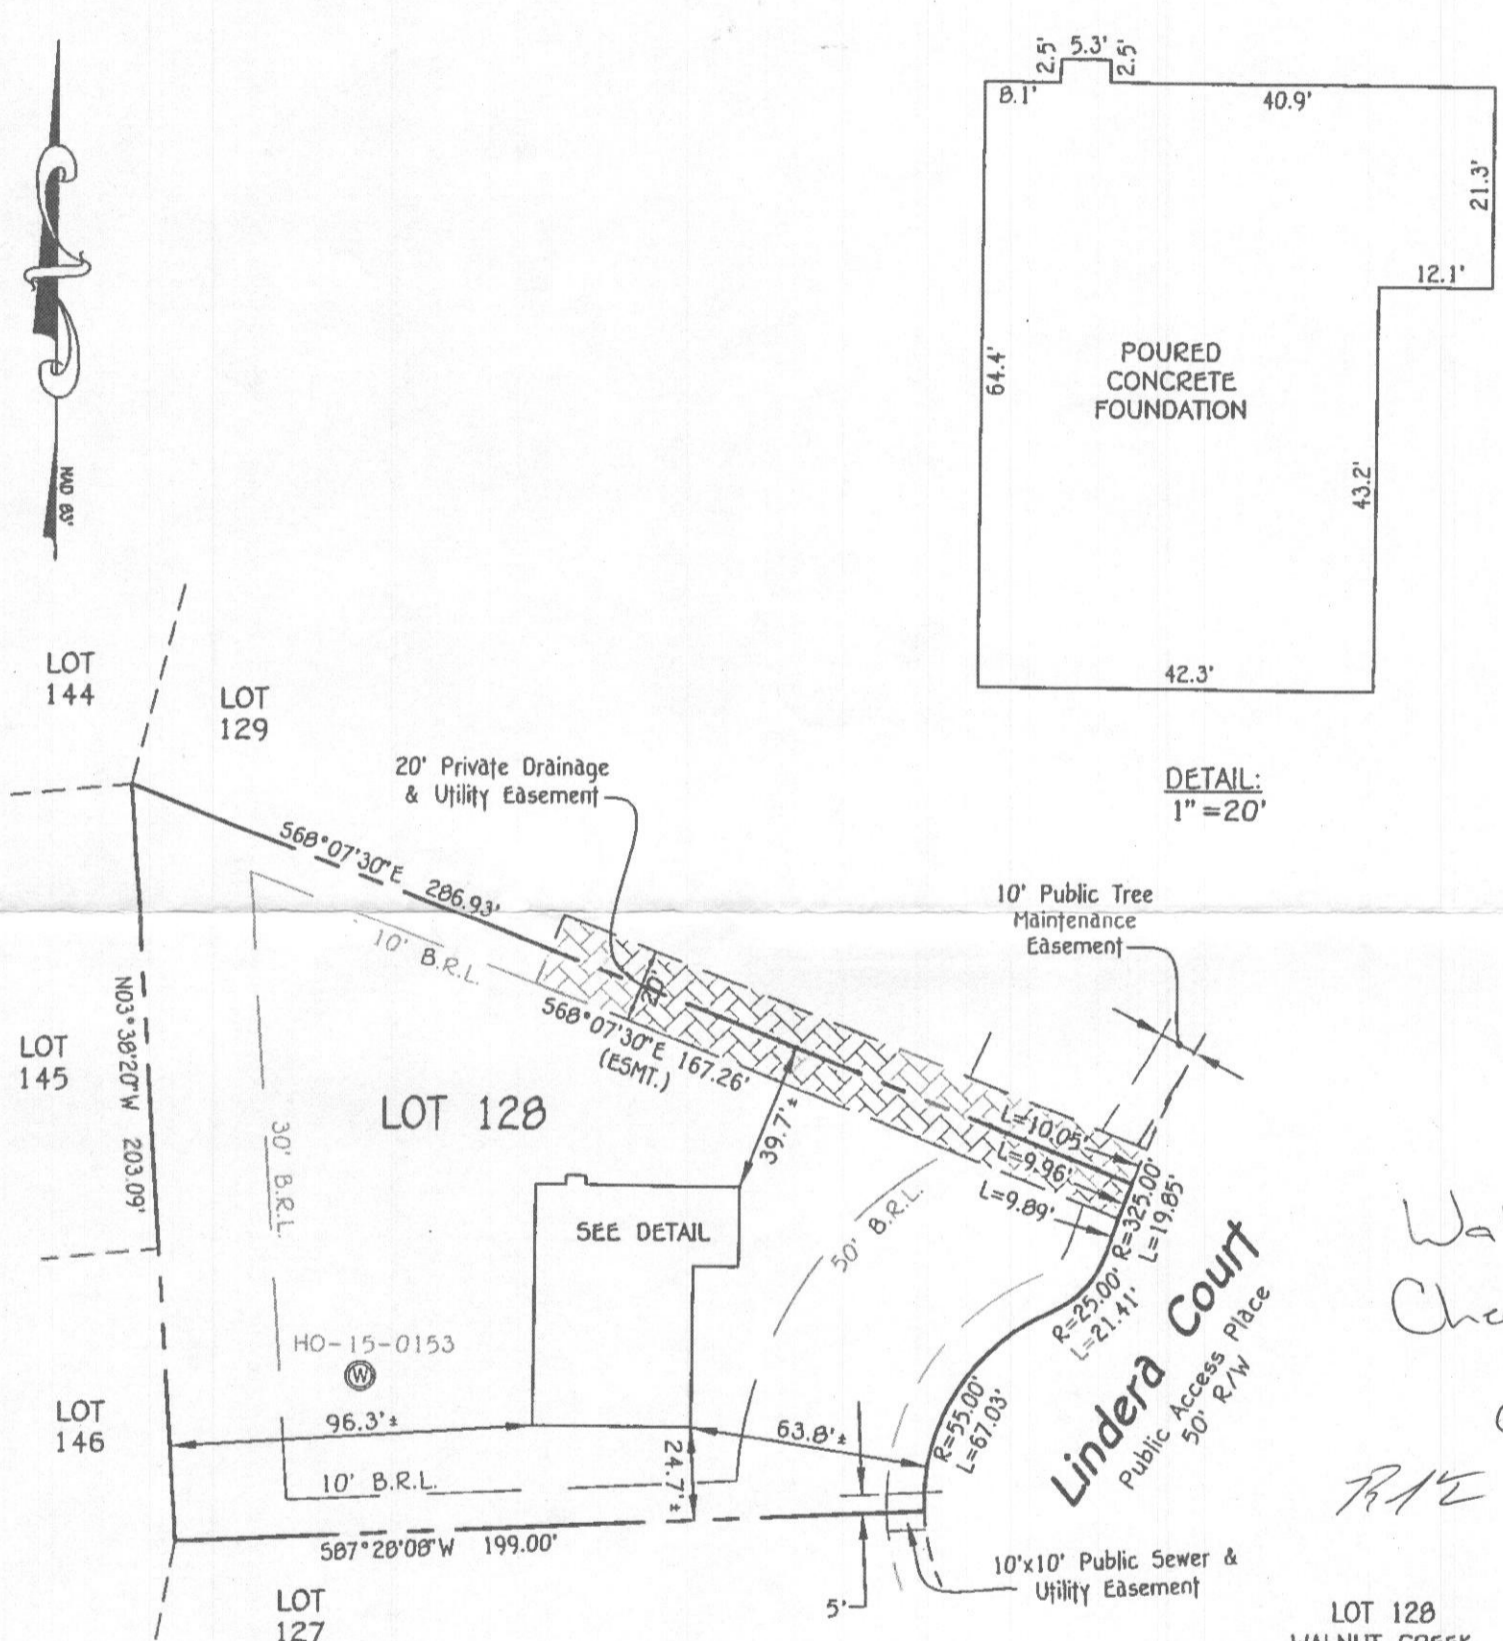 2.5'
5.3'
2.5'
8.1'
40.9'
21.3'
12.1'
64.4'
POURED
CONCRETE
FOUNDATION
43.2'
42.3'
DETAIL:
1" = 20'
NAD 83'
LOT
144
LOT
129
20' Private Drainage
& Utility Easement
S68°07'30"E 286.93'
10' B.R.L.
20'
S68°07'30"E 167.26'
(ESMT.)
10' Public Tree
Maintenance
Easement
N03°38'20"W 203.09'
LOT
145
LOT 128
30' B.R.L.
39.7'±
L=10.05'
L=9.96'
L=9.89'
R=325.00'
L=19.85'
SEE DETAIL
50' B.R.L.
R=25.00'
L=21.41'
Lindera Court
Public Access Place
50' R/W
HO-15-0153
W
LOT
146
96.3'±
63.8'±
R=55.00'
L=67.03'
24.7'±
10' B.R.L.
S87°28'08"W 199.00'
10'x10' Public Sewer &
Utility Easement
5'
LOT
127
LOT 128
WALNUT CREEK